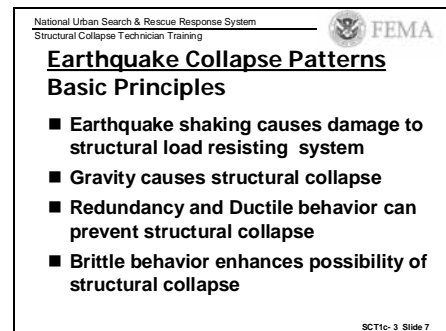 National Urban Search & Rescue Response System
Structural Collapse Technician Training
FEMA
Earthquake Collapse Patterns
Basic Principles
■ Earthquake shaking causes damage to
structural load resisting system
■ Gravity causes structural collapse
■ Redundancy and Ductile behavior can
prevent structural collapse
■ Brittle behavior enhances possibility of
structural collapse
SCT1c- 3 Slide 7